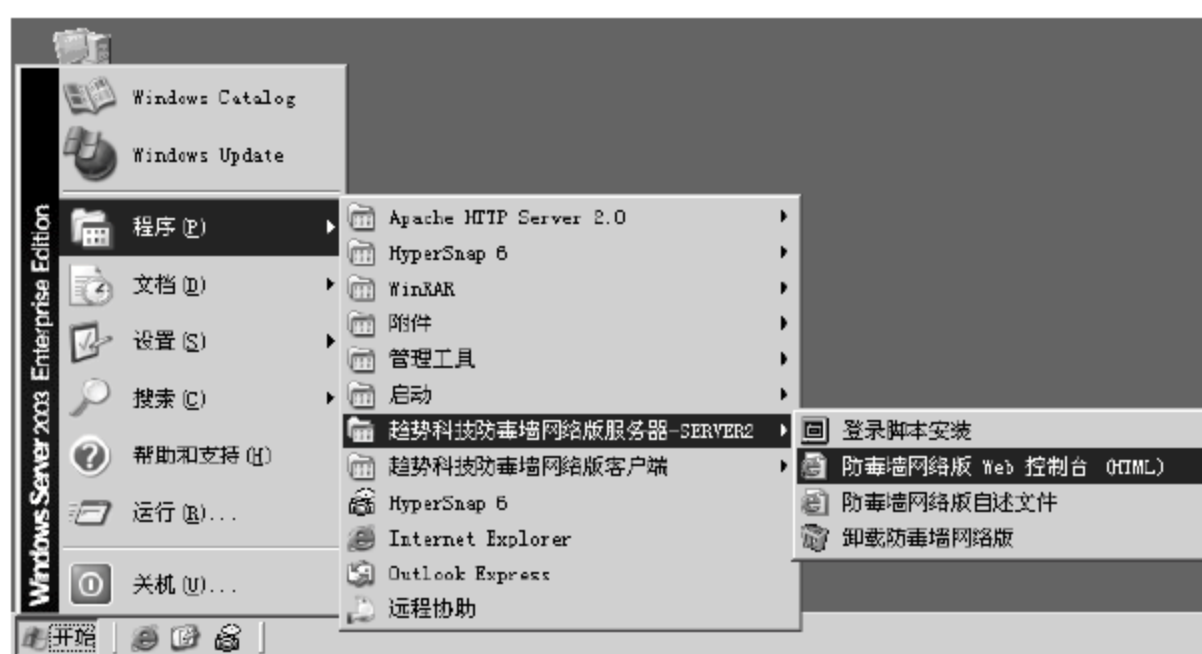 Windows Catalog
Windows Update
程序(P)
文档(D)
设置(S)
搜索(C)
帮助和支持(H)
运行(R)...
关机(U)...
Windows Server 2003 Enterprise Edition
Apache HTTP Server 2.0
HyperSnap 6
WinRAR
附件
管理工具
启动
趋势科技防毒墙网络版服务器-SERVER2
趋势科技防毒墙网络版客户端
HyperSnap 6
Internet Explorer
Outlook Express
远程协助
登录脚本安装
防毒墙网络版 Web 控制台 (HTML)
防毒墙网络版自述文件
卸载防毒墙网络版
开始